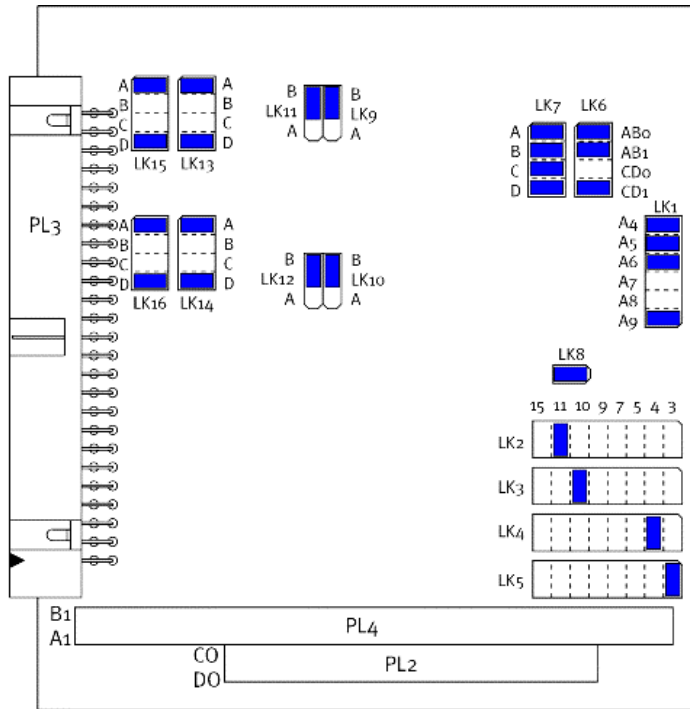 A A
B B
C C
D D
LK15 LK13
B B
LK11 LK9
A A
LK7 LK6
A AB0
B AB1
C CD0
D CD1
PL3
LK1
A4
A5
A6
A7
A8
A9
A A
B B
C C
D D
LK16 LK14
B B
LK12 LK10
A A
LK8
15 11 10 9 7 5 4 3
LK2
LK3
LK4
LK5
B1
A1
PL4
CO
DO
PL2